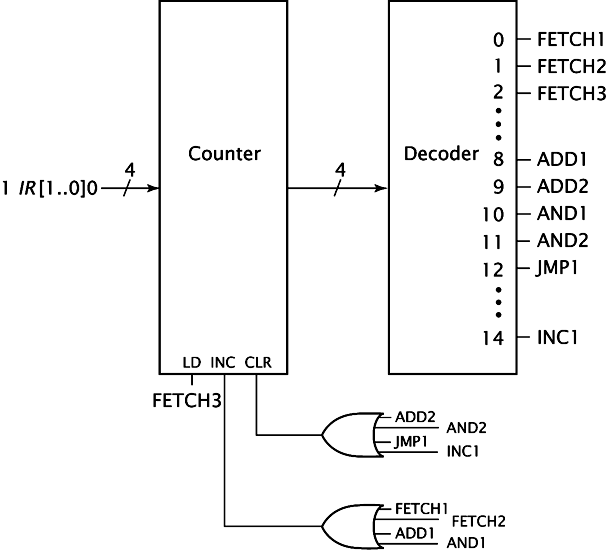 0 FETCH1
1 FETCH2
2 FETCH3
Counter
Decoder
4
4
8 ADD1
1 IR[1..0]0
9 ADD2
10 AND1
11 AND2
12 JMP1
14 INC1
LD INC CLR
FETCH3
ADD2
AND2
JMP1
INC1
FETCH1
FETCH2
ADD1
AND1